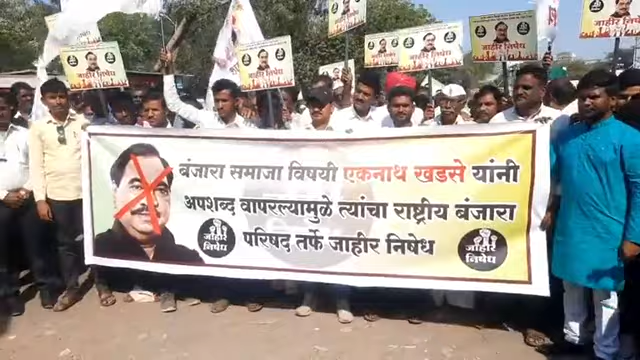 जाहीर निषेध
जाहीर निषेध
जाहीर निषेध
बंजारा समाजा विषयी एकनाथ खडसे यांनी
अपशब्द वापरल्यामुळे त्यांचा राष्ट्रीय बंजारा
परिषद तर्फे जाहीर निषेध
जाहीर
निषेध
जाहीर
निषेध